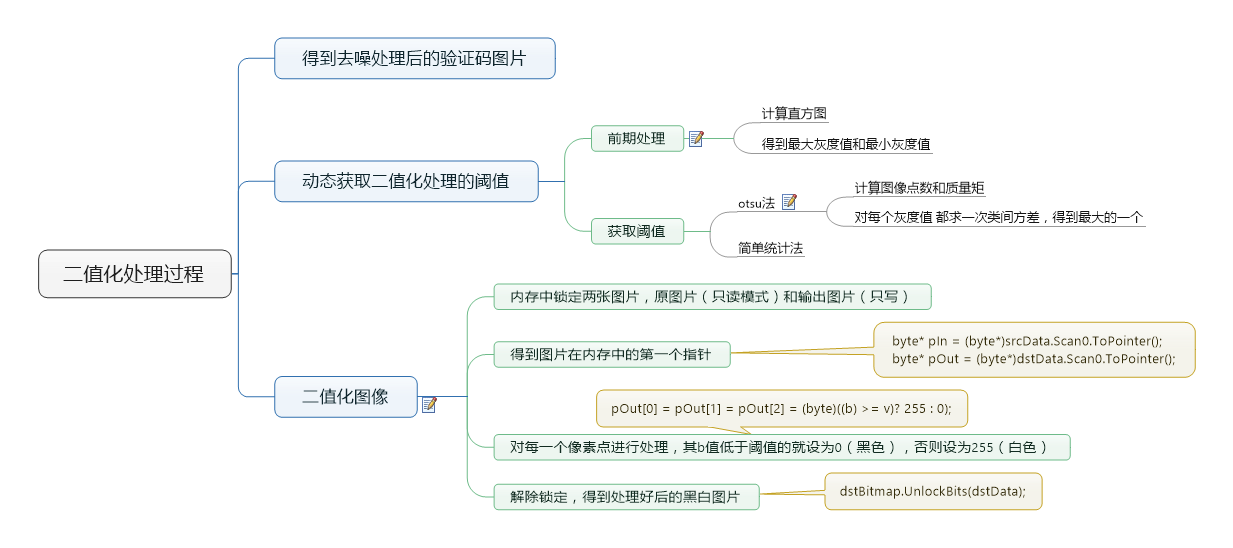 二值化处理过程
得到去噪处理后的验证码图片
动态获取二值化处理的阈值
前期处理
计算直方图
得到最大灰度值和最小灰度值
获取阈值
otsu法
计算图像点数和质量矩
对每个灰度值 都求一次类间方差，得到最大的一个
简单统计法
二值化图像
内存中锁定两张图片，原图片（只读模式）和输出图片（只写）
得到图片在内存中的第一个指针
byte* pIn = (byte*)srcData.Scan0.ToPointer();
byte* pOut = (byte*)dstData.Scan0.ToPointer();
pOut[0] = pOut[1] = pOut[2] = (byte)((b) >= v)? 255 : 0);
对每一个像素点进行处理，其b值低于阈值的就设为0（黑色），否则设为255（白色）
解除锁定，得到处理好后的黑白图片
dstBitmap.UnlockBits(dstData);